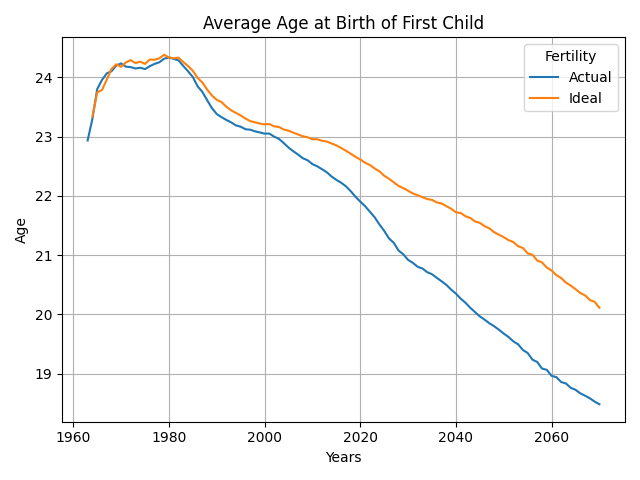 Average Age at Birth of First Child
Fertility
Actual
Ideal
Age
24
23
22
21
20
19
1960 1980 2000 2020 2040 2060
Years